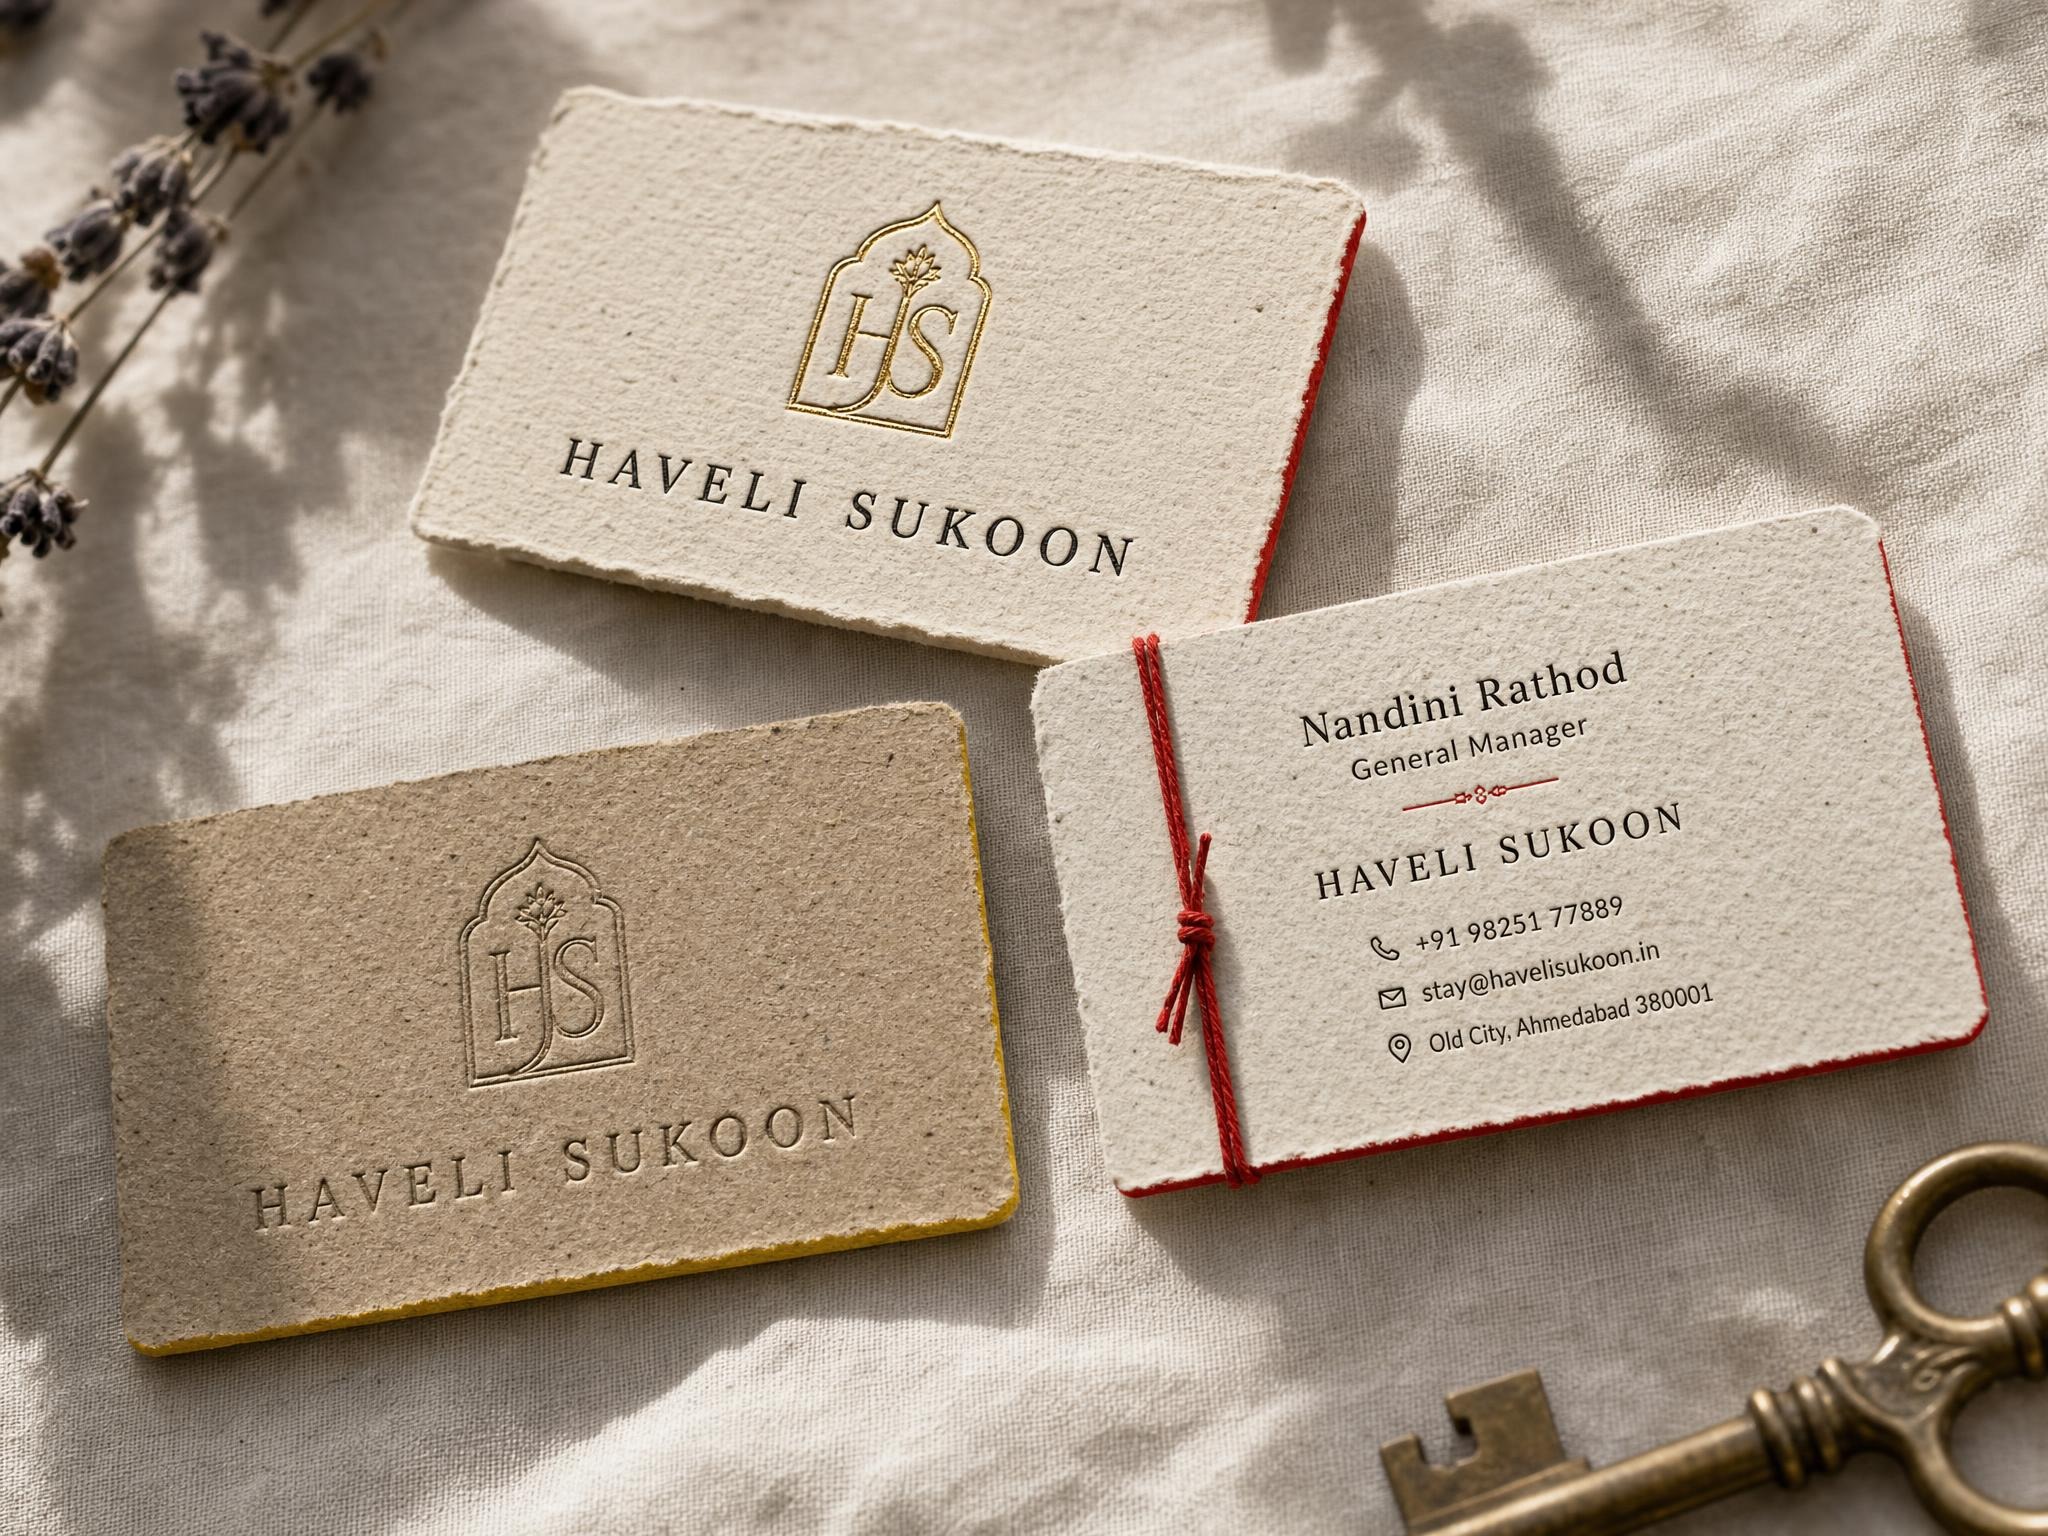 HS
HAVELI SUKOON
Nandini Rathod
General Manager
HAVELI SUKOON
+91 98251 77889
stay@havelisukoon.in
Old City, Ahmedabad 380001
HS
HAVELI SUKOON